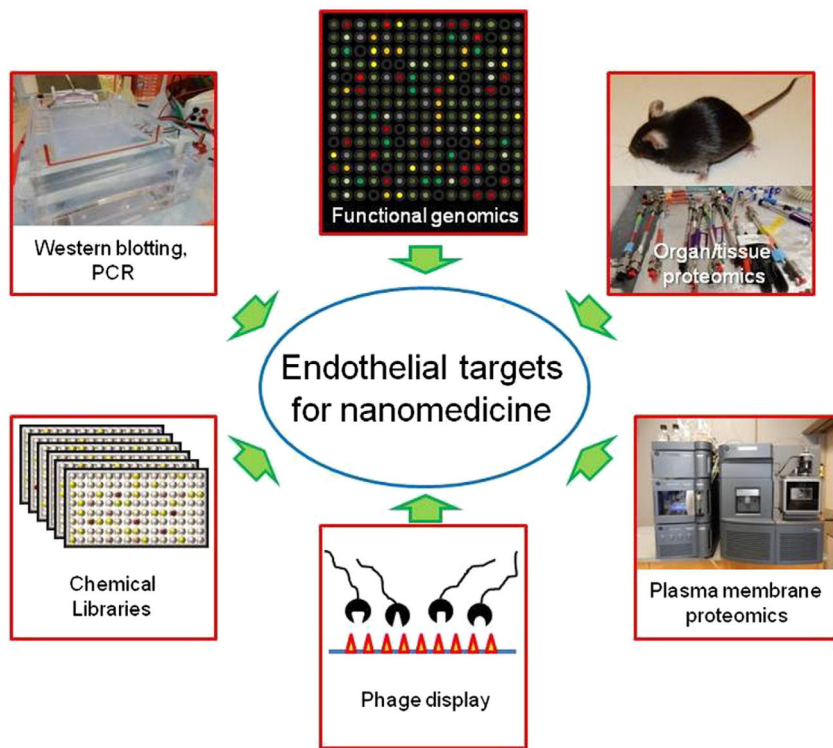 Functional genomics
Western blotting,
PCR
Organ/tissue
proteomics
Endothelial targets
for nanomedicine
Chemical
Libraries
Phage display
Plasma membrane
proteomics